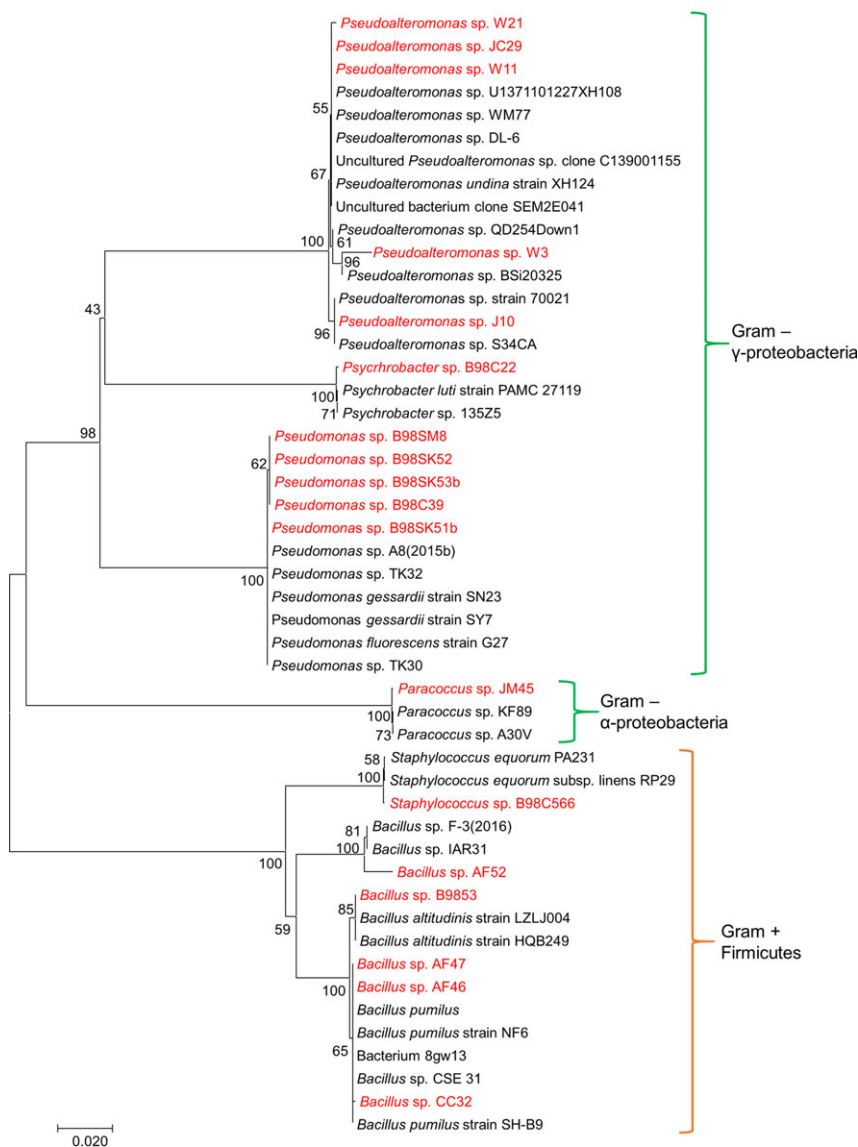 Pseudoalteromonas sp. W21
Pseudoalteromonas sp. JC29
Pseudoalteromonas sp. W11
Pseudoalteromonas sp. U1371101227XH108
55
Pseudoalteromonas sp. WM77
Pseudoalteromonas sp. DL-6
Uncultured Pseudoalteromonas sp. clone C139001155
67
Pseudoalteromonas undina strain XH124
Uncultured bacterium clone SEM2E041
Pseudoalteromonas sp. QD254Down1
100
61
Pseudoalteromonas sp. W3
96
Pseudoalteromonas sp. BSi20325
Pseudoalteromonas sp. strain 70021
43
Pseudoalteromonas sp. J10
96
Pseudoalteromonas sp. S34CA
Gram –
γ-proteobacteria
Psycrhrobacter sp. B98C22
100
Psychrobacter luti strain PAMC 27119
71
Psychrobacter sp. 135Z5
98
Pseudomonas sp. B98SM8
62
Pseudomonas sp. B98SK52
Pseudomonas sp. B98SK53b
Pseudomonas sp. B98C39
Pseudomonas sp. B98SK51b
Pseudomonas sp. A8(2015b)
100
Pseudomonas sp. TK32
Pseudomonas gessardii strain SN23
Pseudomonas gessardii strain SY7
Pseudomonas fluorescens strain G27
Pseudomonas sp. TK30
Paracoccus sp. JM45
100
Paracoccus sp. KF89
73
Paracoccus sp. A30V
Gram –
α-proteobacteria
58
Staphylococcus equorum PA231
100
Staphylococcus equorum subsp. linens RP29
Staphylococcus sp. B98C566
81
Bacillus sp. F-3(2016)
100
Bacillus sp. IAR31
100
Bacillus sp. AF52
Bacillus sp. B9853
85
Bacillus altitudinis strain LZLJ004
59
Bacillus altitudinis strain HQB249
Gram +
Firmicutes
Bacillus sp. AF47
100
Bacillus sp. AF46
Bacillus pumilus
Bacillus pumilus strain NF6
65
Bacterium 8gw13
Bacillus sp. CSE 31
Bacillus sp. CC32
Bacillus pumilus strain SH-B9
0.020